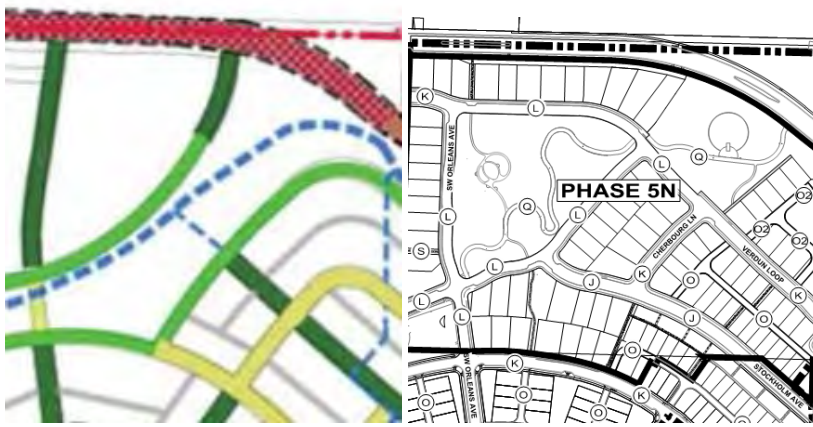 K
L
SW ORLEANS AVE
Q
L
PHASE 5N
Q
L
L
O2
O2
O2
CHERBOURG LN
VERDUN LOOP
S
L
K
O
K
J
L
L
J
O
STOCKHOLM AVE
K
O
SW ORLEANS AVE
K
O
O
O
O